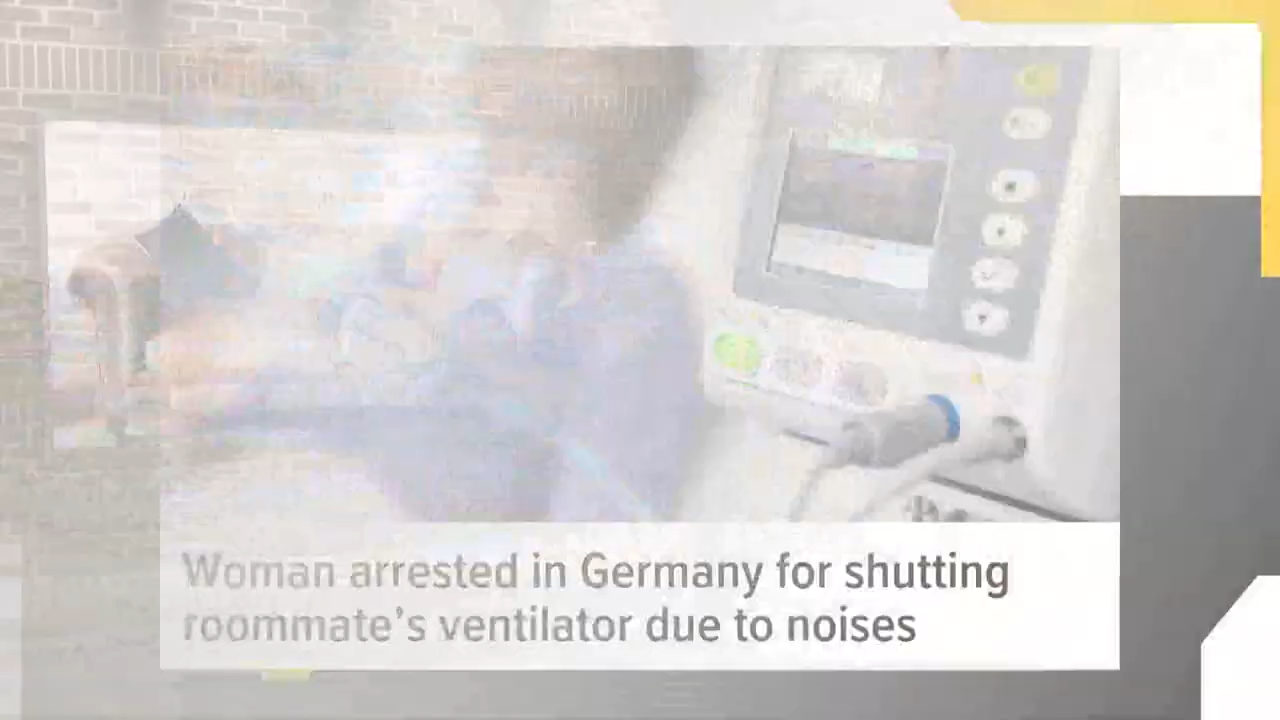 Woman arrested in Germany for shutting
roommate’s ventilator due to noises